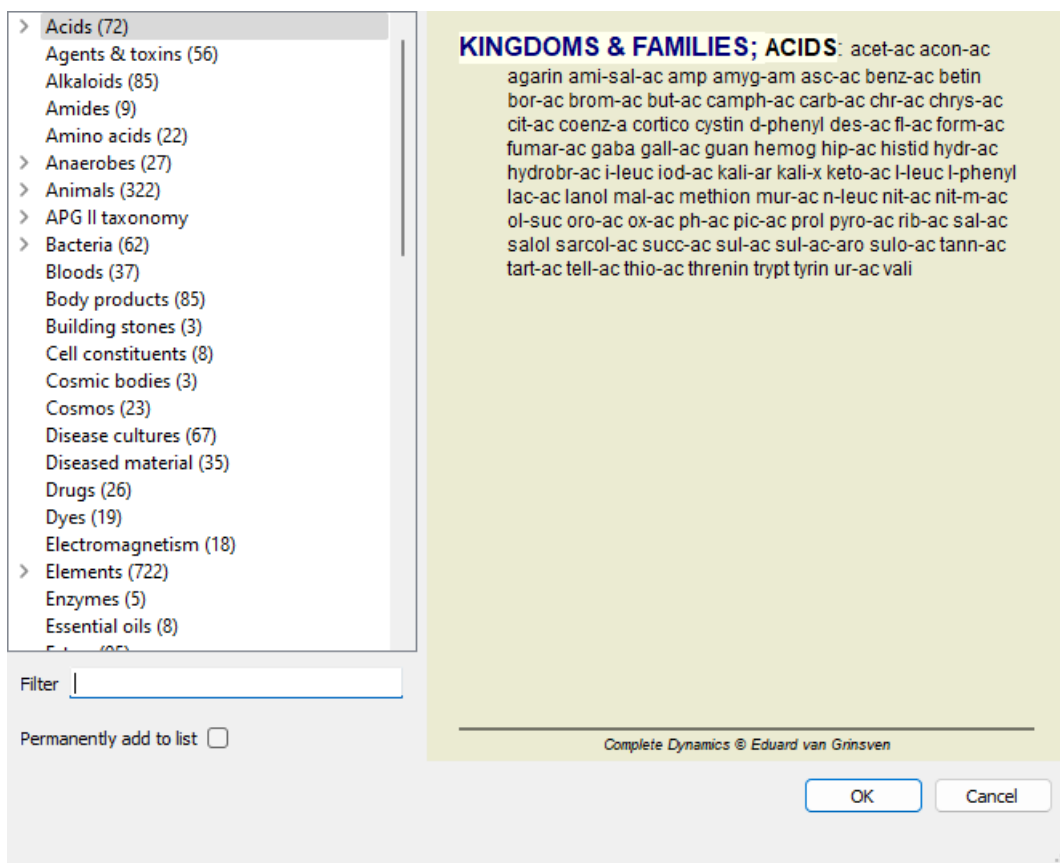 Acids (72)
Agents & toxins (56)
Alkaloids (85)
Amides (9)
Amino acids (22)
Anaerobes (27)
Animals (322)
APG II taxonomy
Bacteria (62)
Bloods (37)
Body products (85)
Building stones (3)
Cell constituents (8)
Cosmic bodies (3)
Cosmos (23)
Disease cultures (67)
Diseased material (35)
Drugs (26)
Dyes (19)
Electromagnetism (18)
Elements (722)
Enzymes (5)
Essential oils (8)
Filter
Permanently add to list
KINGDOMS & FAMILIES; ACIDS: acet-ac acon-ac
agarin ami-sal-ac amp amyg-am asc-ac benz-ac betin
bor-ac brom-ac but-ac camph-ac carb-ac chr-ac chrys-ac
cit-ac coenz-a cortico cystin d-phenyl des-ac fl-ac form-ac
fumar-ac gaba gall-ac guan hemog hip-ac histid hydr-ac
hydrobr-ac i-leuc iod-ac kali-ar kali-x keto-ac l-leuc l-phenyl
lac-ac lanol mal-ac methion mur-ac n-leuc nit-ac nit-m-ac
ol-suc oro-ac ox-ac ph-ac pic-ac prol pyro-ac rib-ac sal-ac
salol sarcol-ac succ-ac sul-ac sul-ac-aro sulo-ac tann-ac
tart-ac tell-ac thio-ac threnin trypt tyrin ur-ac vali
Complete Dynamics © Eduard van Grinsven
OK
Cancel